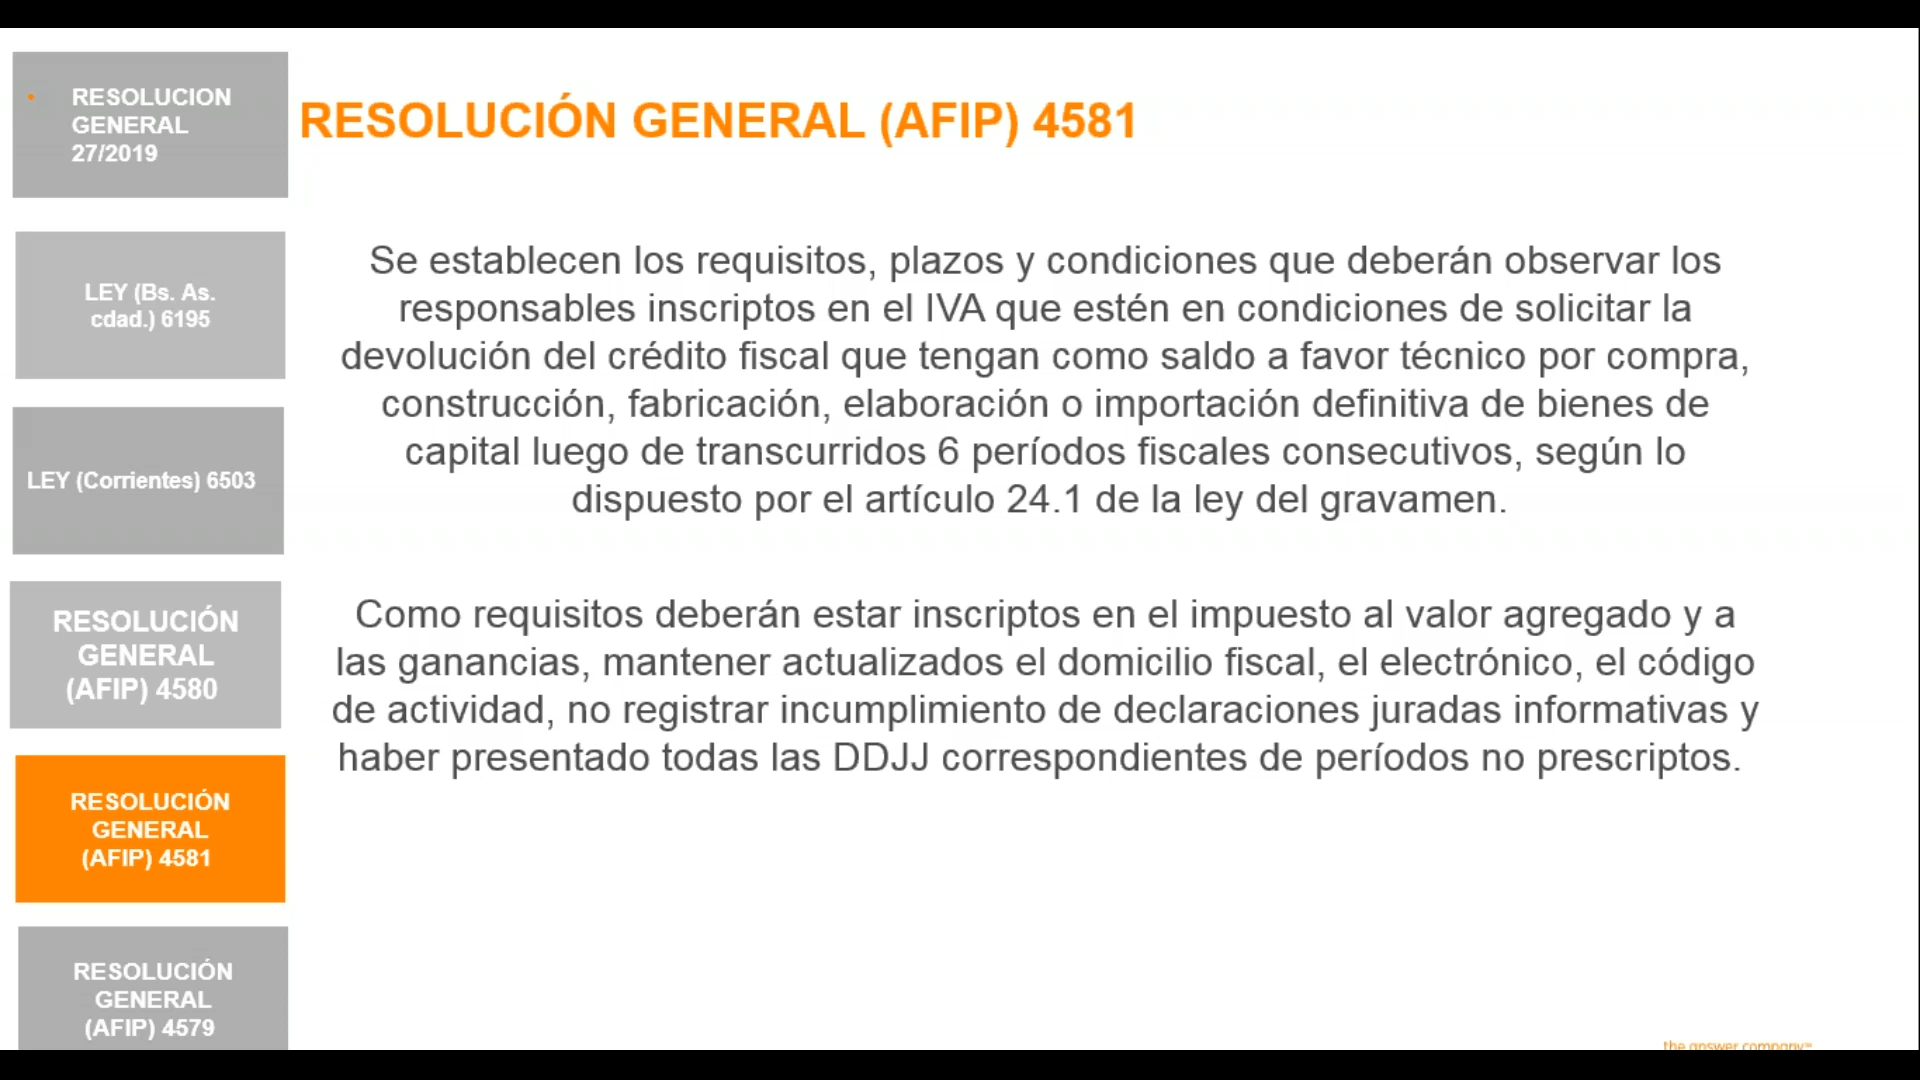 • RESOLUCION
GENERAL
27/2019
LEY (Bs. As.
cdad.) 6195
LEY (Corrientes) 6503
RESOLUCIÓN
GENERAL
(AFIP) 4580
RESOLUCIÓN
GENERAL
(AFIP) 4581
RESOLUCIÓN
GENERAL
(AFIP) 4579
RESOLUCIÓN GENERAL (AFIP) 4581
Se establecen los requisitos, plazos y condiciones que deberán observar los
responsables inscriptos en el IVA que estén en condiciones de solicitar la
devolución del crédito fiscal que tengan como saldo a favor técnico por compra,
construcción, fabricación, elaboración o importación definitiva de bienes de
capital luego de transcurridos 6 períodos fiscales consecutivos, según lo
dispuesto por el artículo 24.1 de la ley del gravamen.
Como requisitos deberán estar inscriptos en el impuesto al valor agregado y a
las ganancias, mantener actualizados el domicilio fiscal, el electrónico, el código
de actividad, no registrar incumplimiento de declaraciones juradas informativas y
haber presentado todas las DDJJ correspondientes de períodos no prescriptos.
the answer company™